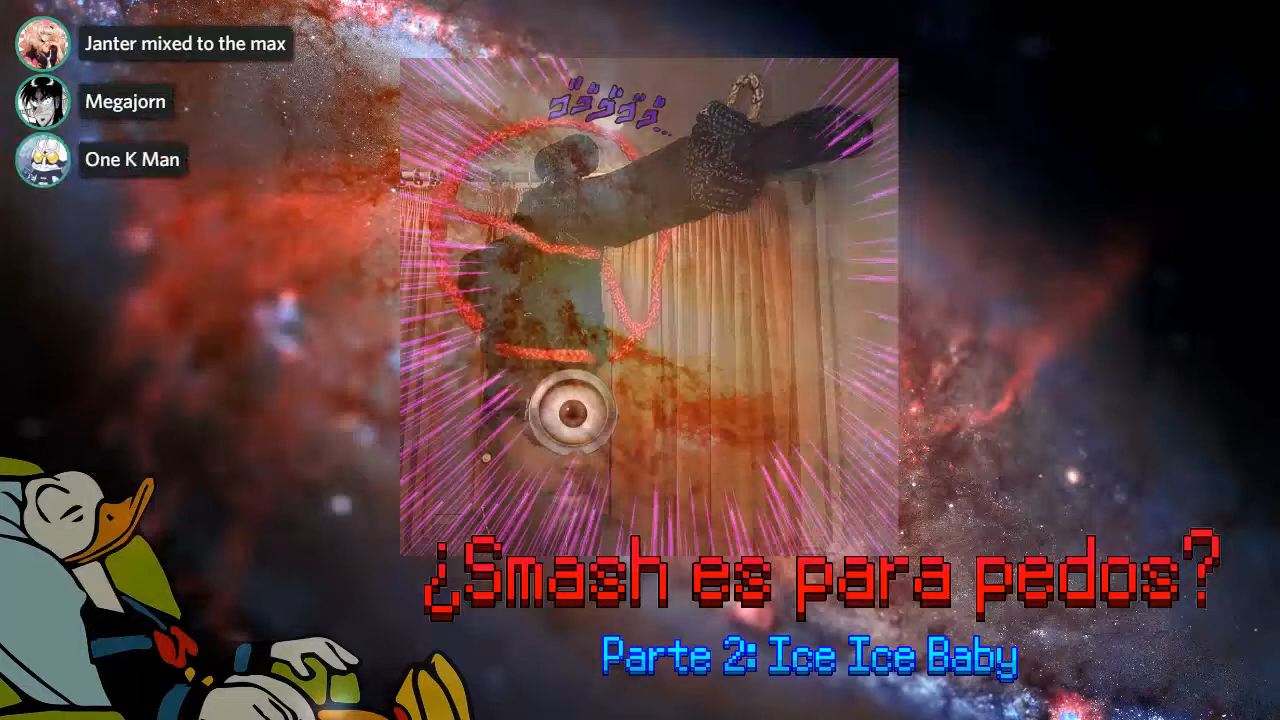 Janter mixed to the max
Megajorn
One K Man
ゴゴゴゴゴ...
¿Smash es para pedos?
Parte 2: Ice Ice Baby